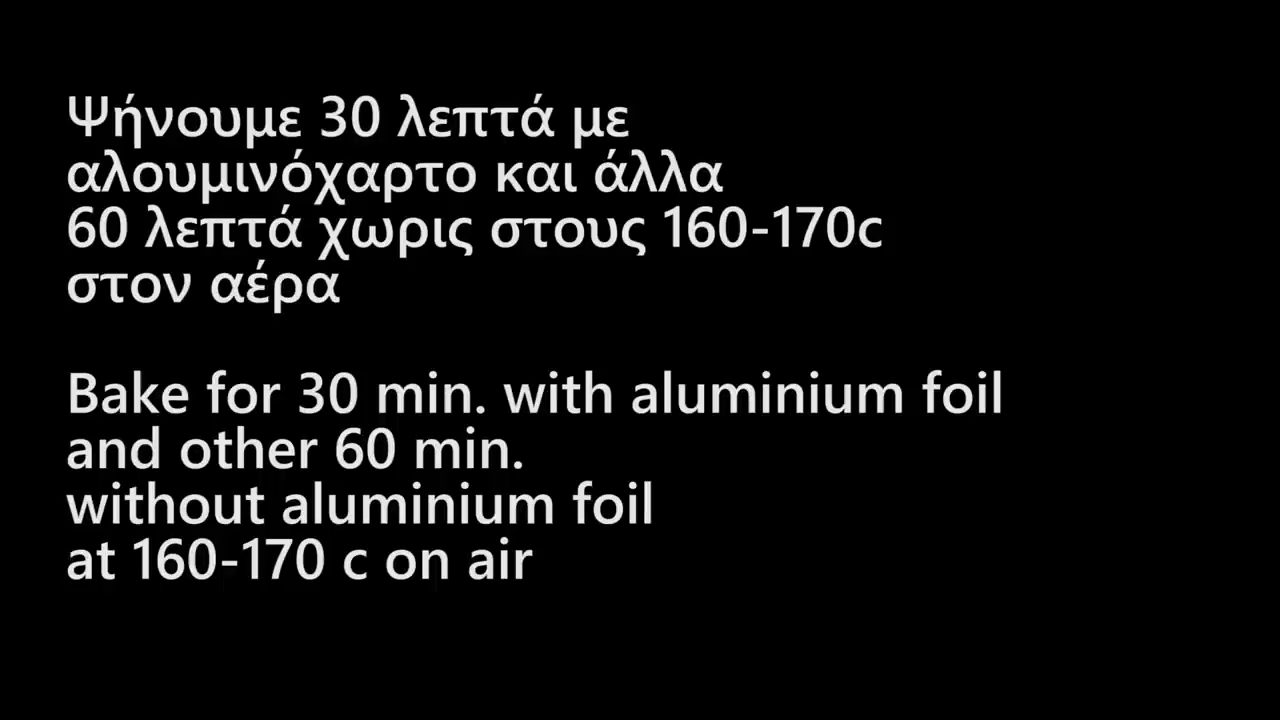 Ψήνουμε 30 λεπτά με
αλουμινόχαρτο και άλλα
60 λεπτά χωρις στους 160-170c
στον αέρα
Bake for 30 min. with aluminium foil
and other 60 min.
without aluminium foil
at 160-170 c on air